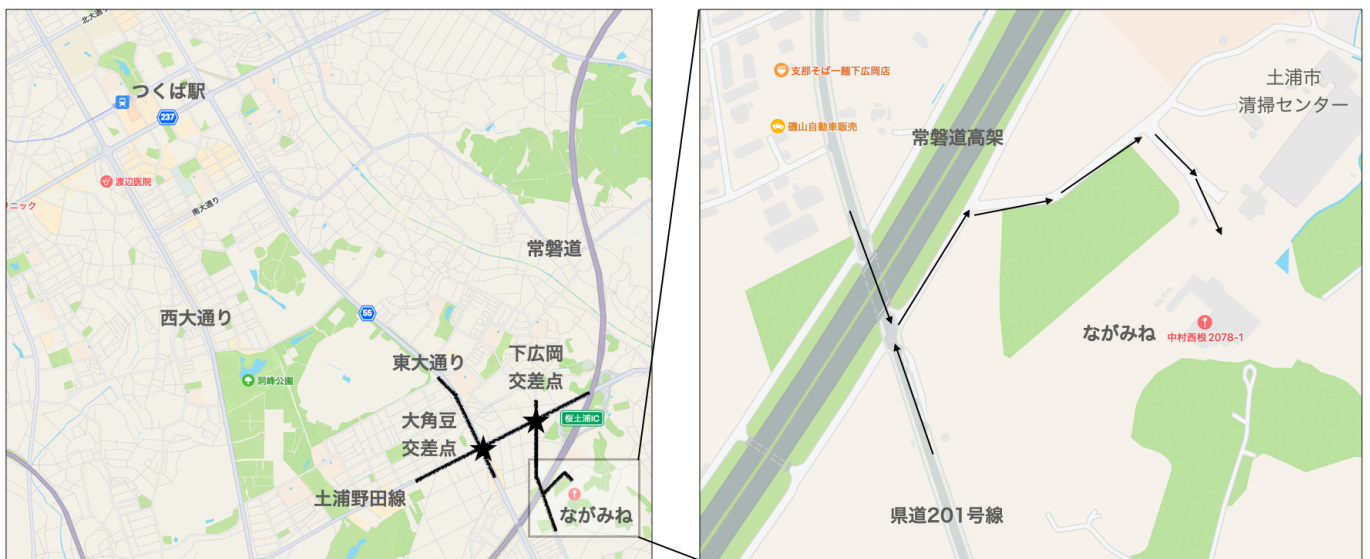 北大通り
つくば駅
237
渡辺医院
ニック
南大通り
常磐道
西大通り
55
東大通り
下広岡
交差点
洞峰公園
大角豆
交差点
桜土浦IC
土浦野田線
ながみね
支那そば一麺下広岡店
土浦市
清掃センター
磯山自動車販売
常磐道高架
ながみね
中村西根 2078-1
県道201号線